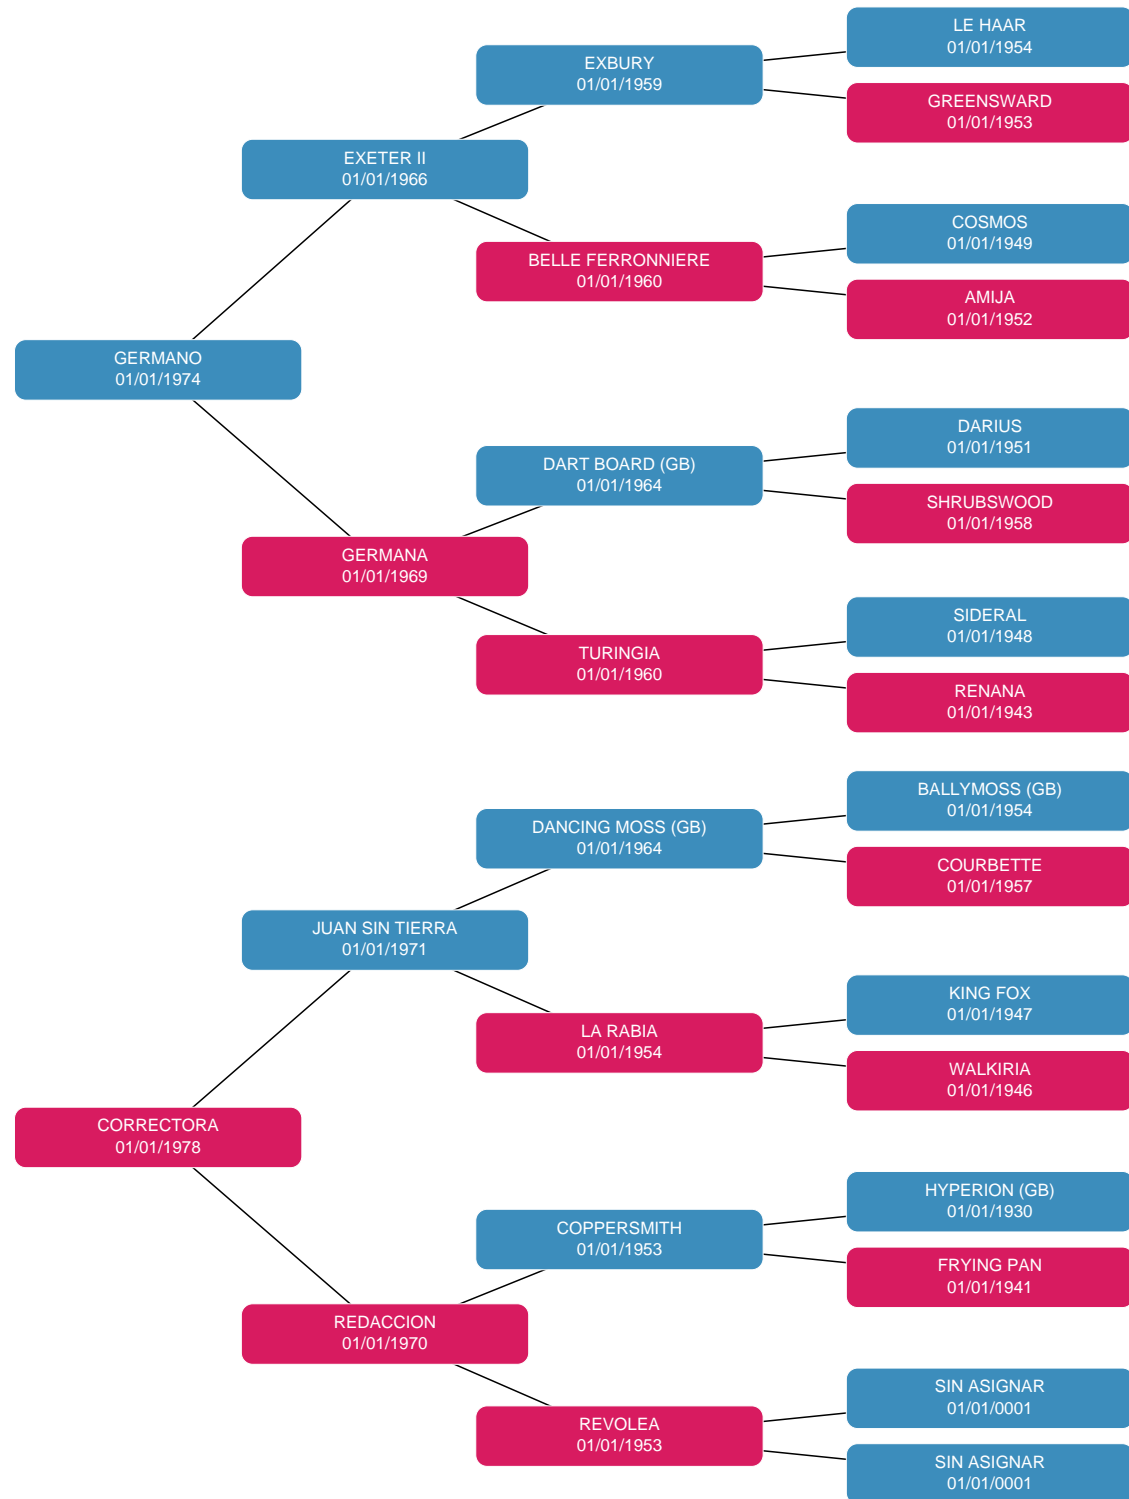 LE HAAR
01/01/1954
EXBURY
01/01/1959
GREENSWARD
01/01/1953
EXETER II
01/01/1966
COSMOS
01/01/1949
BELLE FERRONNIERE
01/01/1960
AMIJA
01/01/1952
GERMANO
01/01/1974
DARIUS
01/01/1951
DART BOARD (GB)
01/01/1964
SHRUBSWOOD
01/01/1958
GERMANA
01/01/1969
SIDERAL
01/01/1948
TURINGIA
01/01/1960
RENANA
01/01/1943
BALLYMOSS (GB)
01/01/1954
DANCING MOSS (GB)
01/01/1964
COURBETTE
01/01/1957
JUAN SIN TIERRA
01/01/1971
KING FOX
01/01/1947
LA RABIA
01/01/1954
WALKIRIA
01/01/1946
CORRECTORA
01/01/1978
HYPERION (GB)
01/01/1930
COPPERSMITH
01/01/1953
FRYING PAN
01/01/1941
REDACCION
01/01/1970
SIN ASIGNAR
01/01/0001
REVOLEA
01/01/1953
SIN ASIGNAR
01/01/0001